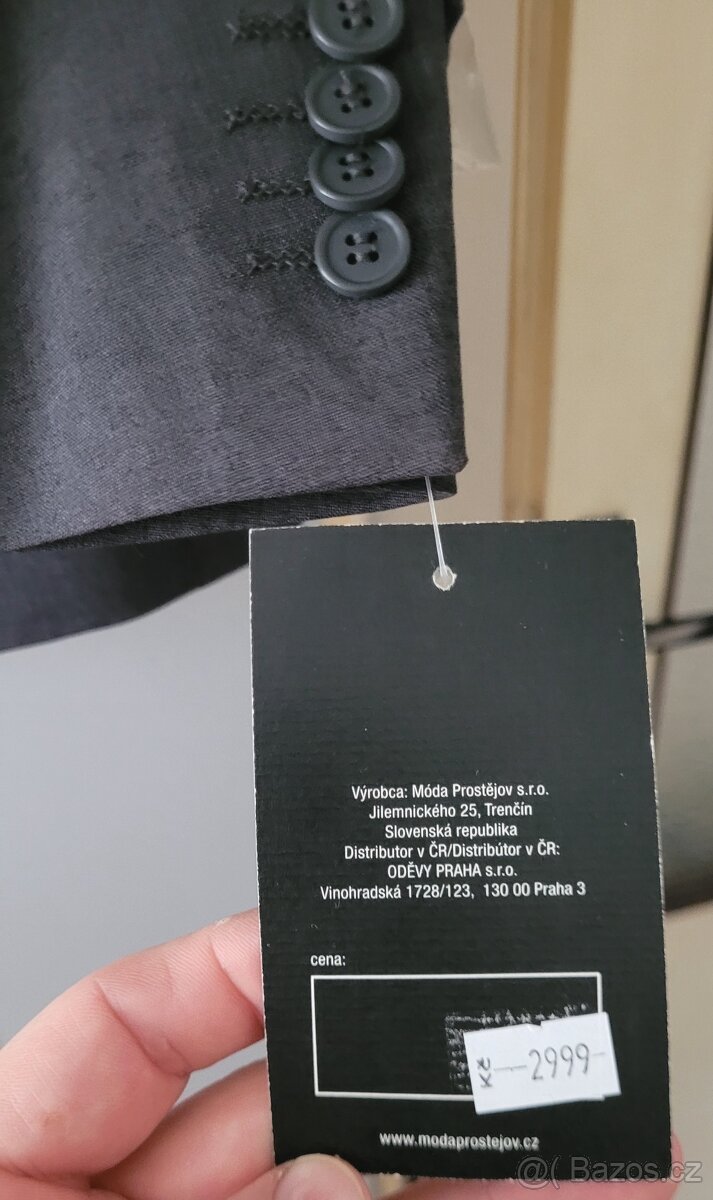 Výrobca: Móda Prostějov s.r.o.
Jilemnického 25, Trenčín
Slovenská republika
Distributor v ČR/Distribútor v ČR:
ODĚVY PRAHA s.r.o.
Vinohradská 1728/123, 130 00 Praha 3
cena:
Kč —2999-
www.modaprostejov.cz
@( Bazos.cz